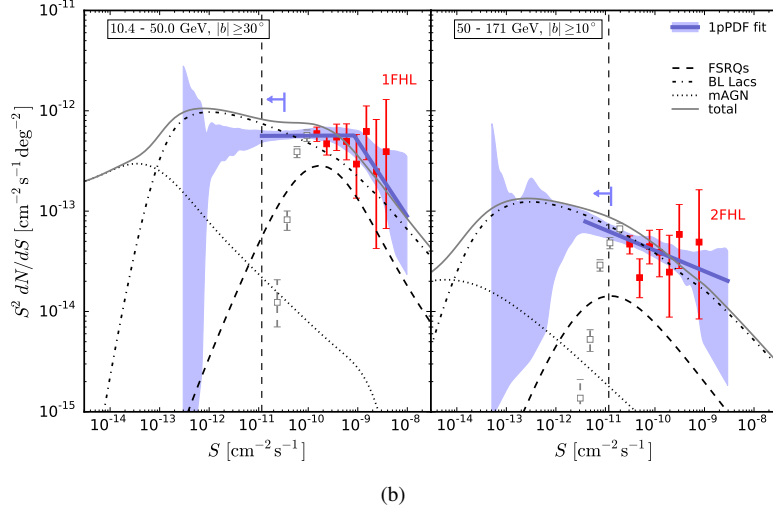 10⁻¹¹
10⁻¹²
10⁻¹³
10⁻¹⁴
10⁻¹⁵
S² dN/dS [cm⁻² s⁻¹ deg⁻²]
10.4 - 50.0 GeV, |b| ≥30°
1FHL
10⁻¹⁴ 10⁻¹³ 10⁻¹² 10⁻¹¹ 10⁻¹⁰ 10⁻⁹ 10⁻⁸
S [cm⁻² s⁻¹]
50 - 171 GeV, |b| ≥10°
1pPDF fit
FSRQs
BL Lacs
mAGN
total
2FHL
10⁻¹⁴ 10⁻¹³ 10⁻¹² 10⁻¹¹ 10⁻¹⁰ 10⁻⁹ 10⁻⁸
S [cm⁻² s⁻¹]
(b)